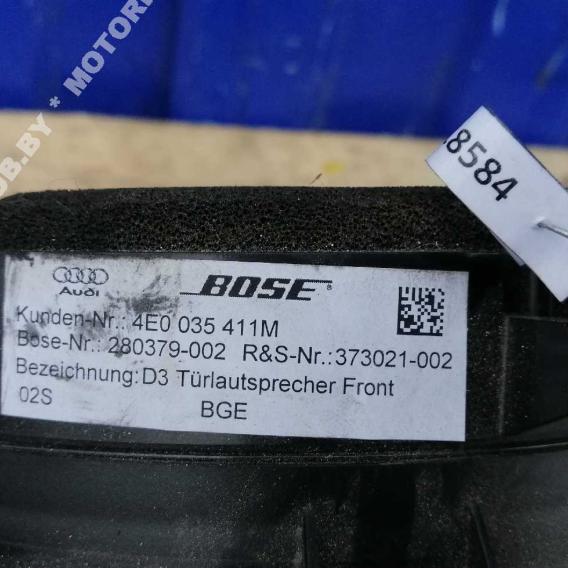 OB.BY * MOTOR
8584
Audi
BOSE
Kunden-Nr.: 4E0 035 411M
Bose-Nr.: 280379-002 R&S-Nr.:373021-002
Bezeichnung:D3 Türlautsprecher Front
02S BGE